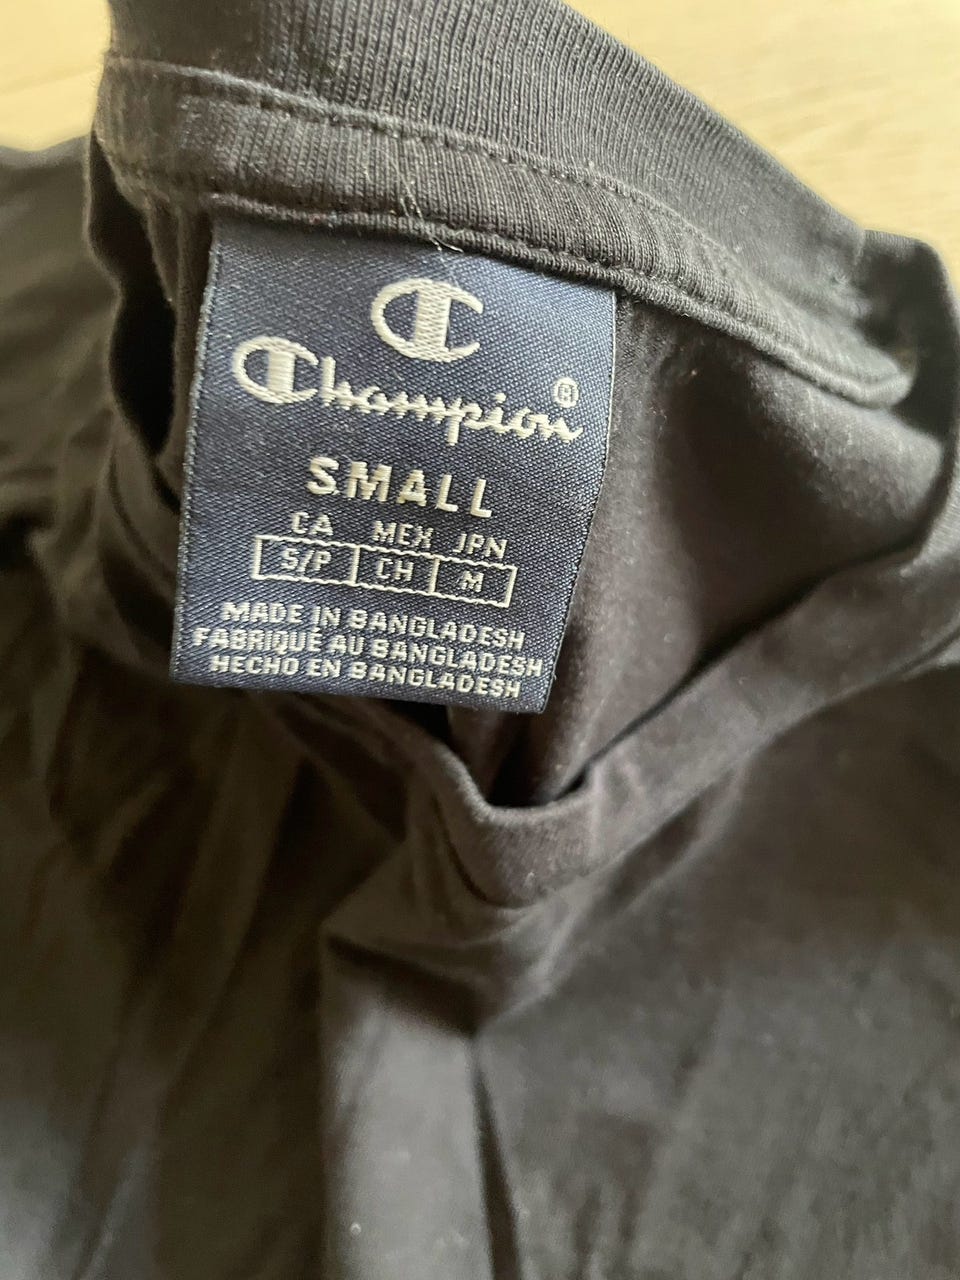 C
Champion®
SMALL
CA MEX JPN
S/P CH M
MADE IN BANGLADESH
FABRIQUÉ AU BANGLADESH
HECHO EN BANGLADESH